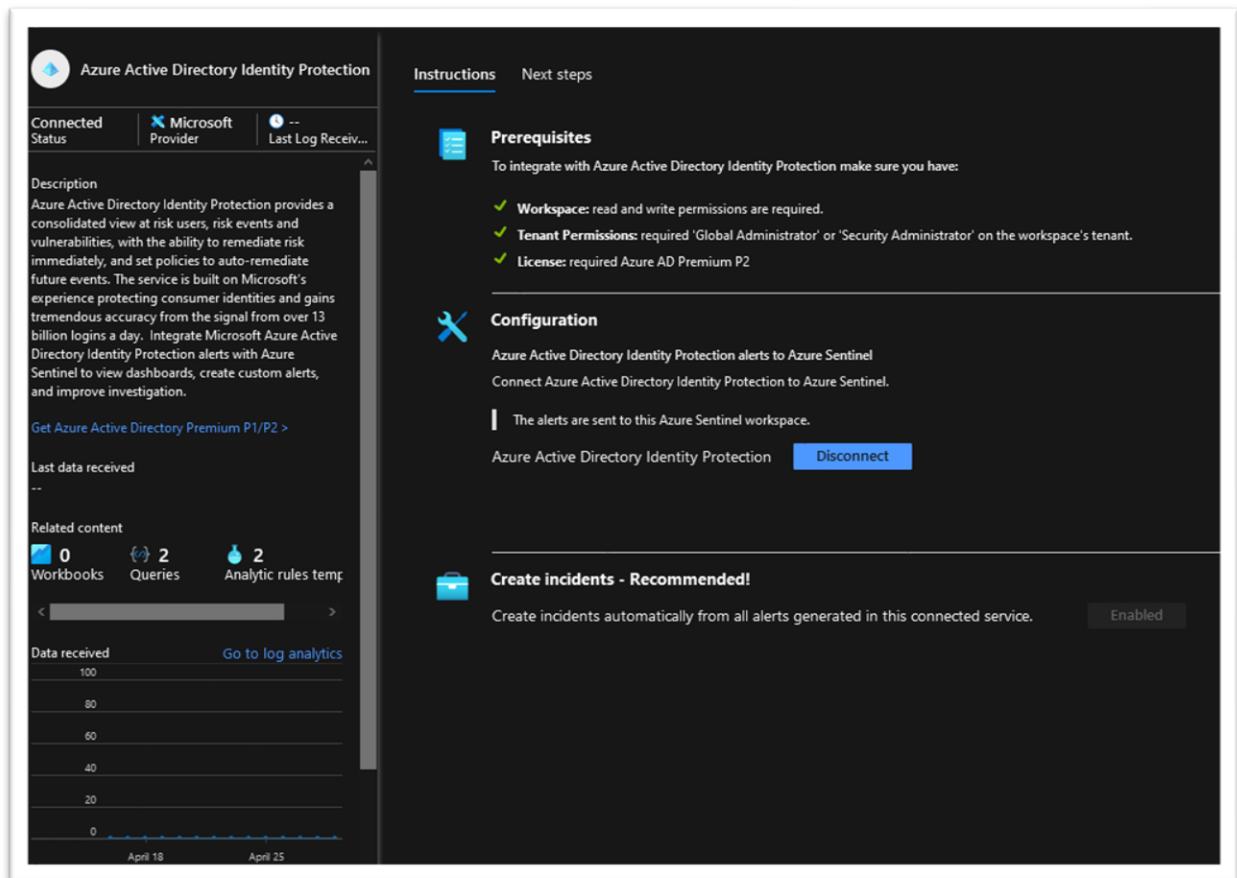 Azure Active Directory Identity Protection
Connected
Status
Microsoft
Provider
--
Last Log Receiv...
Description
Azure Active Directory Identity Protection provides a
consolidated view at risk users, risk events and
vulnerabilities, with the ability to remediate risk
immediately, and set policies to auto-remediate
future events. The service is built on Microsoft's
experience protecting consumer identities and gains
tremendous accuracy from the signal from over 13
billion logins a day. Integrate Microsoft Azure Active
Directory Identity Protection alerts with Azure
Sentinel to view dashboards, create custom alerts,
and improve investigation.
Get Azure Active Directory Premium P1/P2 >
Last data received
--
Related content
0
Workbooks
2
Queries
2
Analytic rules temp
Data received
Go to log analytics
100
80
60
40
20
0
April 18
April 25
Instructions
Next steps
Prerequisites
To integrate with Azure Active Directory Identity Protection make sure you have:
Workspace: read and write permissions are required.
Tenant Permissions: required 'Global Administrator' or 'Security Administrator' on the workspace's tenant.
License: required Azure AD Premium P2
Configuration
Azure Active Directory Identity Protection alerts to Azure Sentinel
Connect Azure Active Directory Identity Protection to Azure Sentinel.
The alerts are sent to this Azure Sentinel workspace.
Azure Active Directory Identity Protection
Disconnect
Create incidents - Recommended!
Create incidents automatically from all alerts generated in this connected service.
Enabled